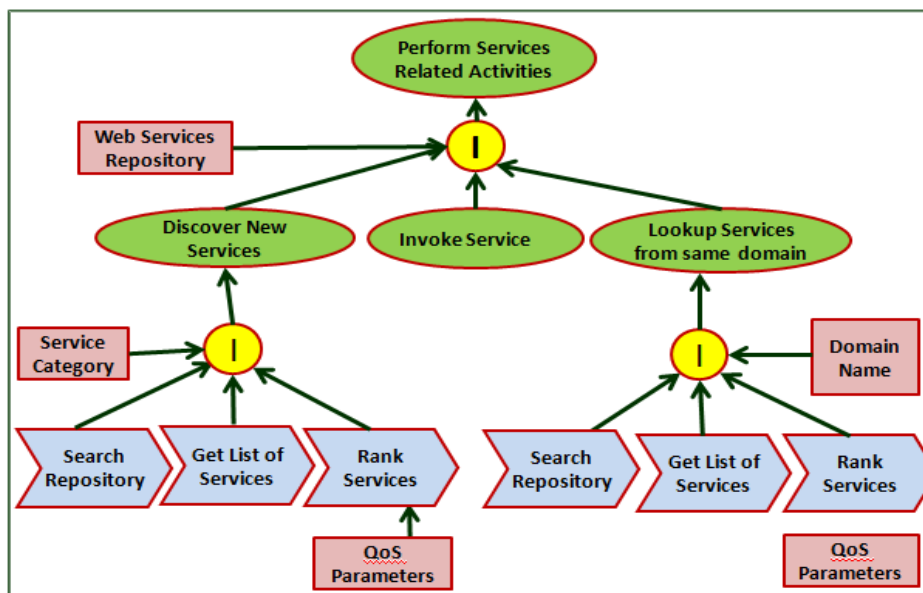 Perform Services
Related Activities
Web Services
Repository
I
Discover New
Services
Invoke Service
Lookup Services
from same domain
Service
Category
I
I
Domain
Name
Search
Repository
Get List of
Services
Rank
Services
Search
Repository
Get List of
Services
Rank
Services
QoS
Parameters
QoS
Parameters